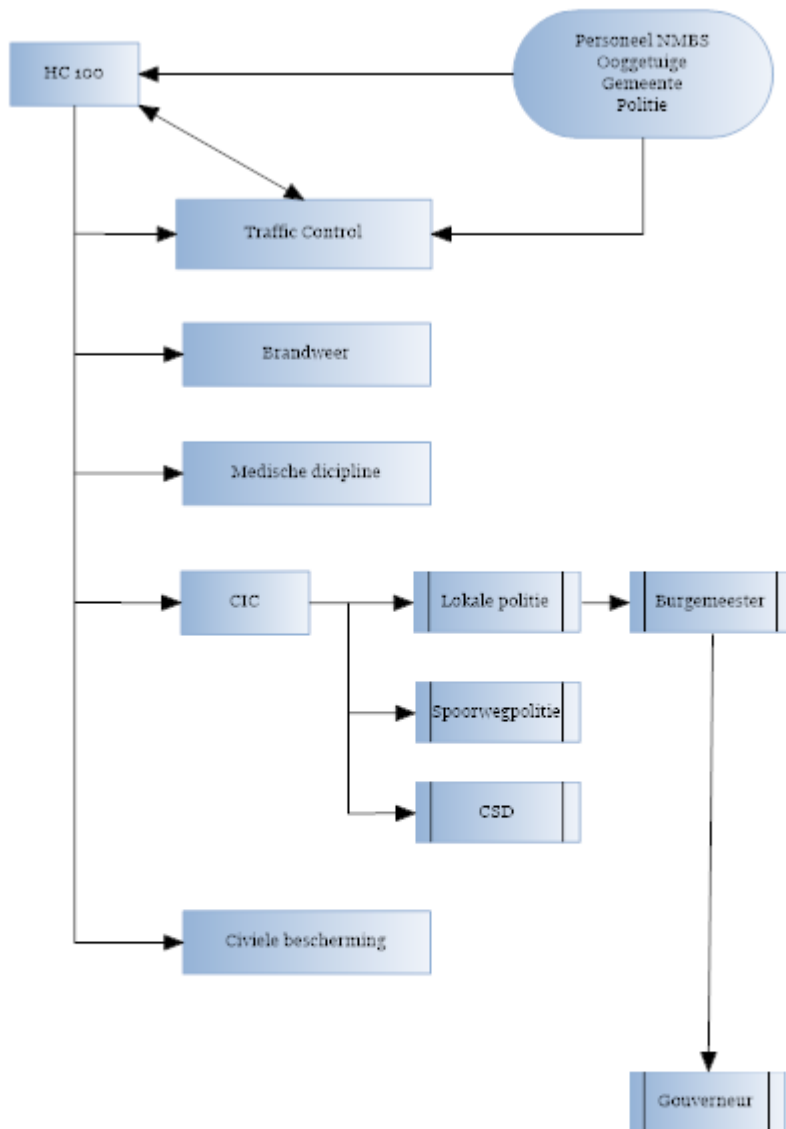 Personeel NMBS
Ooggetuige
Gemeente
Politie
HC 100
Traffic Control
Brandweer
Medische dicipline
CIC
Lokale politie
Burgemeester
Spoorwegpolitie
CSD
Civiele bescherming
Gouverneur